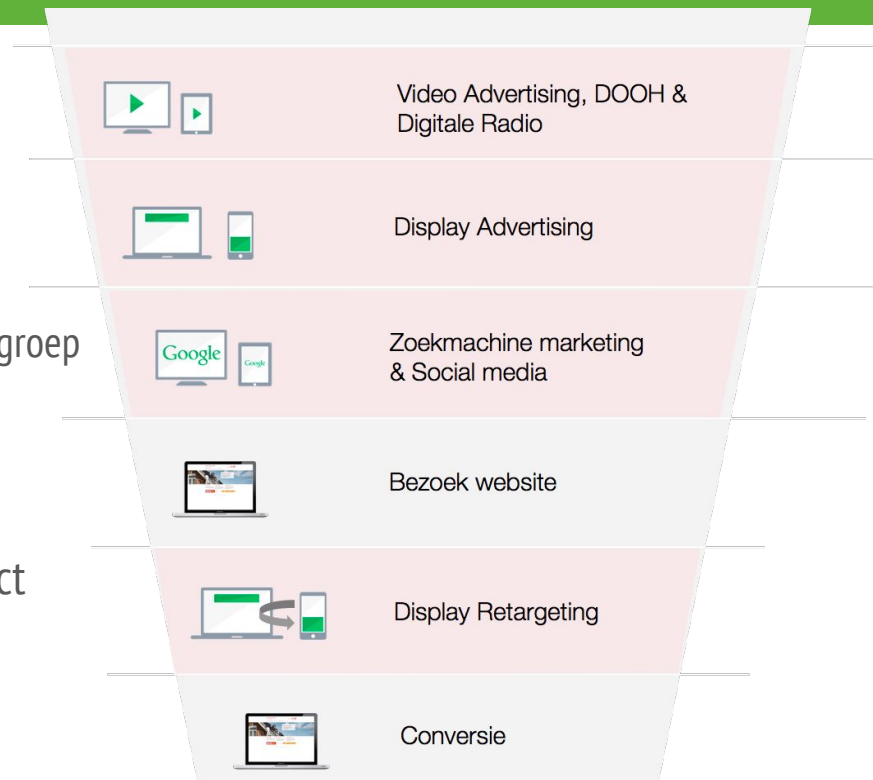 Video Advertising, DOOH &
Digitale Radio
Display Advertising
groep
Google
Google
Zoekmachine marketing
& Social media
Bezoek website
ct
Display Retargeting
Conversie